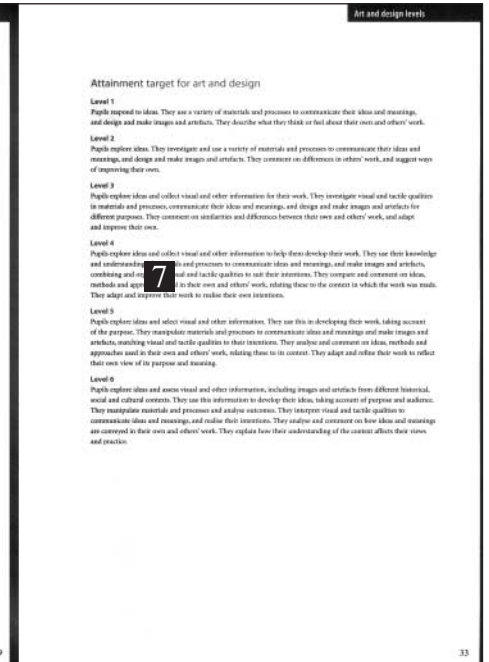 Art and design levels
Attainment target for art and design
Level 1
Pupils respond to ideas. They use a variety of materials and processes to communicate their ideas and meanings,
and design and make images and artefacts. They describe what they think or feel about their own and others' work.
Level 2
Pupils explore ideas. They investigate and use a variety of materials and processes to communicate their ideas and
meanings, and design and make images and artefacts. They comment on differences in others' work, and suggest ways
of improving their own.
Level 3
Pupils explore ideas and collect visual and other information for their work. They investigate visual and tactile qualities
in materials and processes, communicate their ideas and meanings, and design and make images and artefacts for
different purposes. They comment on similarities and differences between their own and others' work, and adapt
and improve their own.
Level 4
Pupils explore ideas and collect visual and other information to help them develop their work. They use their knowledge
and understanding ls and processes to communicate ideas and meanings, and make images and artefacts,
combining and ual and tactile qualities to suit their intentions. They compare and comment on ideas,
7
methods and in their own and others' work, relating these to the context in which the work was made.
They adapt and improve their work to realise their own intentions.
Level 5
Pupils explore ideas and select visual and other information. They use this in developing their work, taking account
of the purpose. They manipulate materials and processes to communicate ideas and meanings and make images and
artefacts, matching visual and tactile qualities to their intentions. They analyse and comment on ideas, methods and
approaches used in their own and others' work, relating these to its context. They adapt and refine their work to reflect
their own view of its purpose and meaning.
Level 6
Pupils explore ideas and assess visual and other information, including images and artefacts from different historical,
social and cultural contexts. They use this information to develop their ideas, taking account of purpose and audience.
They manipulate materials and processes and analyse outcomes. They interpret visual and tactile qualities to
communicate ideas and meanings, and realise their intentions. They analyse and comment on how ideas and meanings
are conveyed in their own and others' work. They explain how their understanding of the context affects their views
and practice.
33